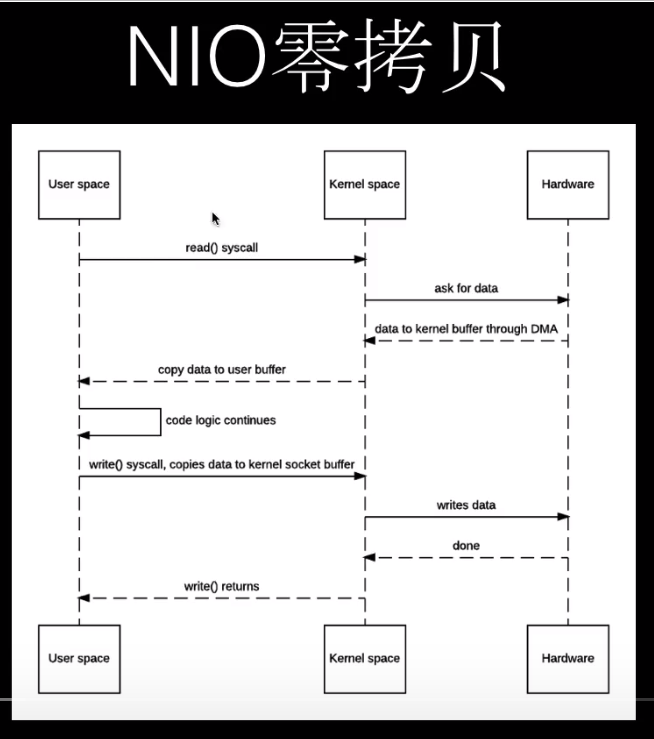 NIO零拷贝
User space
Kernel space
Hardware
read() syscall
ask for data
data to kernel buffer through DMA
copy data to user buffer
code logic continues
write() syscall, copies data to kernel socket buffer
writes data
done
write() returns
User space
Kernel space
Hardware